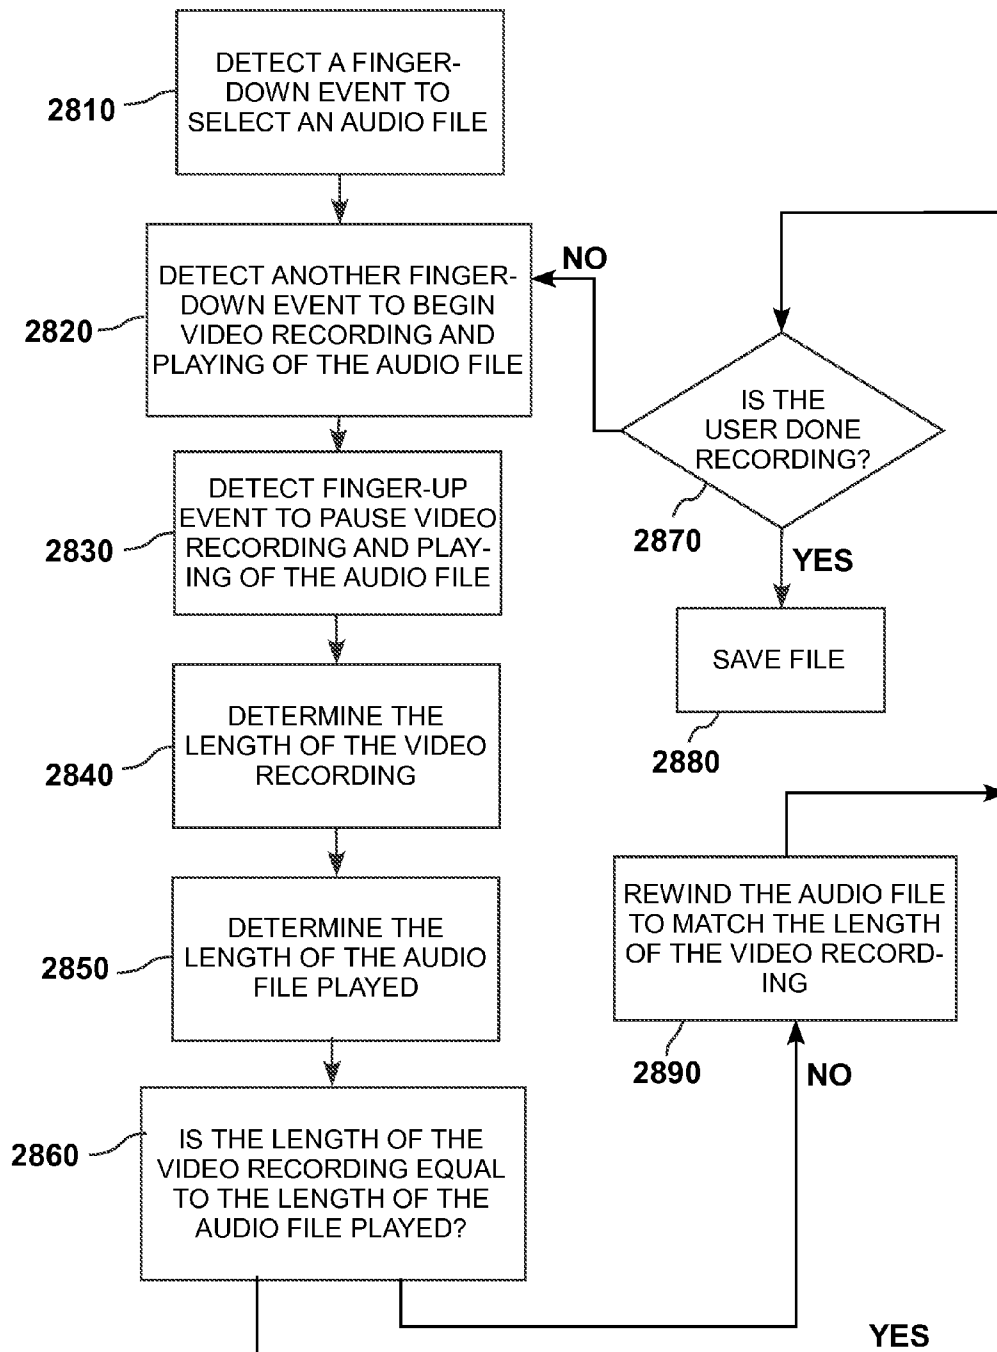 DETECT A FINGER-
DOWN EVENT TO
SELECT AN AUDIO FILE
2810
DETECT ANOTHER FINGER-
DOWN EVENT TO BEGIN
VIDEO RECORDING AND
PLAYING OF THE AUDIO FILE
2820
DETECT FINGER-UP
EVENT TO PAUSE VIDEO
RECORDING AND PLAY-
ING OF THE AUDIO FILE
2830
DETERMINE THE
LENGTH OF THE VIDEO
RECORDING
2840
DETERMINE THE
LENGTH OF THE AUDIO
FILE PLAYED
2850
IS THE LENGTH OF THE
VIDEO RECORDING EQUAL
TO THE LENGTH OF THE
AUDIO FILE PLAYED?
2860
NO
IS THE
USER DONE
RECORDING?
2870
YES
SAVE FILE
2880
REWIND THE AUDIO FILE
TO MATCH THE LENGTH
OF THE VIDEO RECORD-
ING
2890
NO
YES